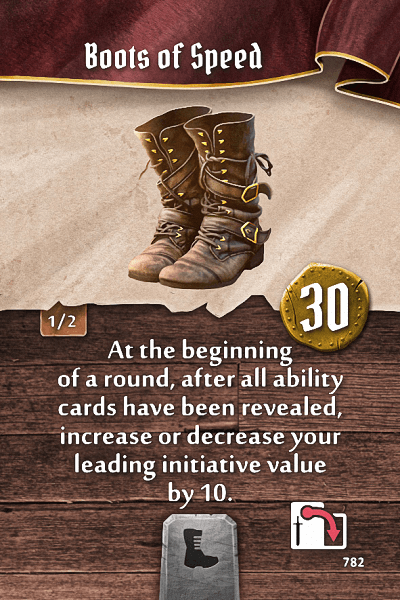 Boots of Speed
1/2
30
At the beginning
of a round, after all ability
cards have been revealed,
increase or decrease your
leading initiative value
by 10.
782